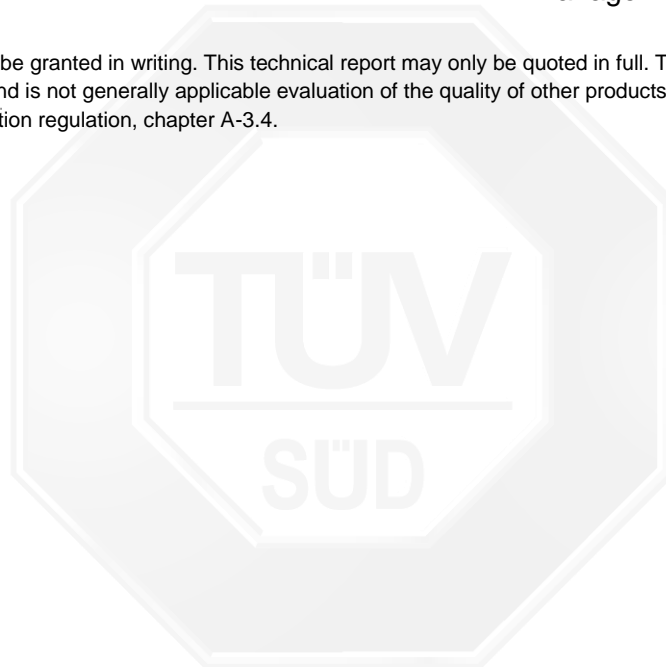 be granted in writing. This technical report may only be quoted in full. T
nd is not generally applicable evaluation of the quality of other products
tion regulation, chapter A-3.4.
TÜV
SÜD